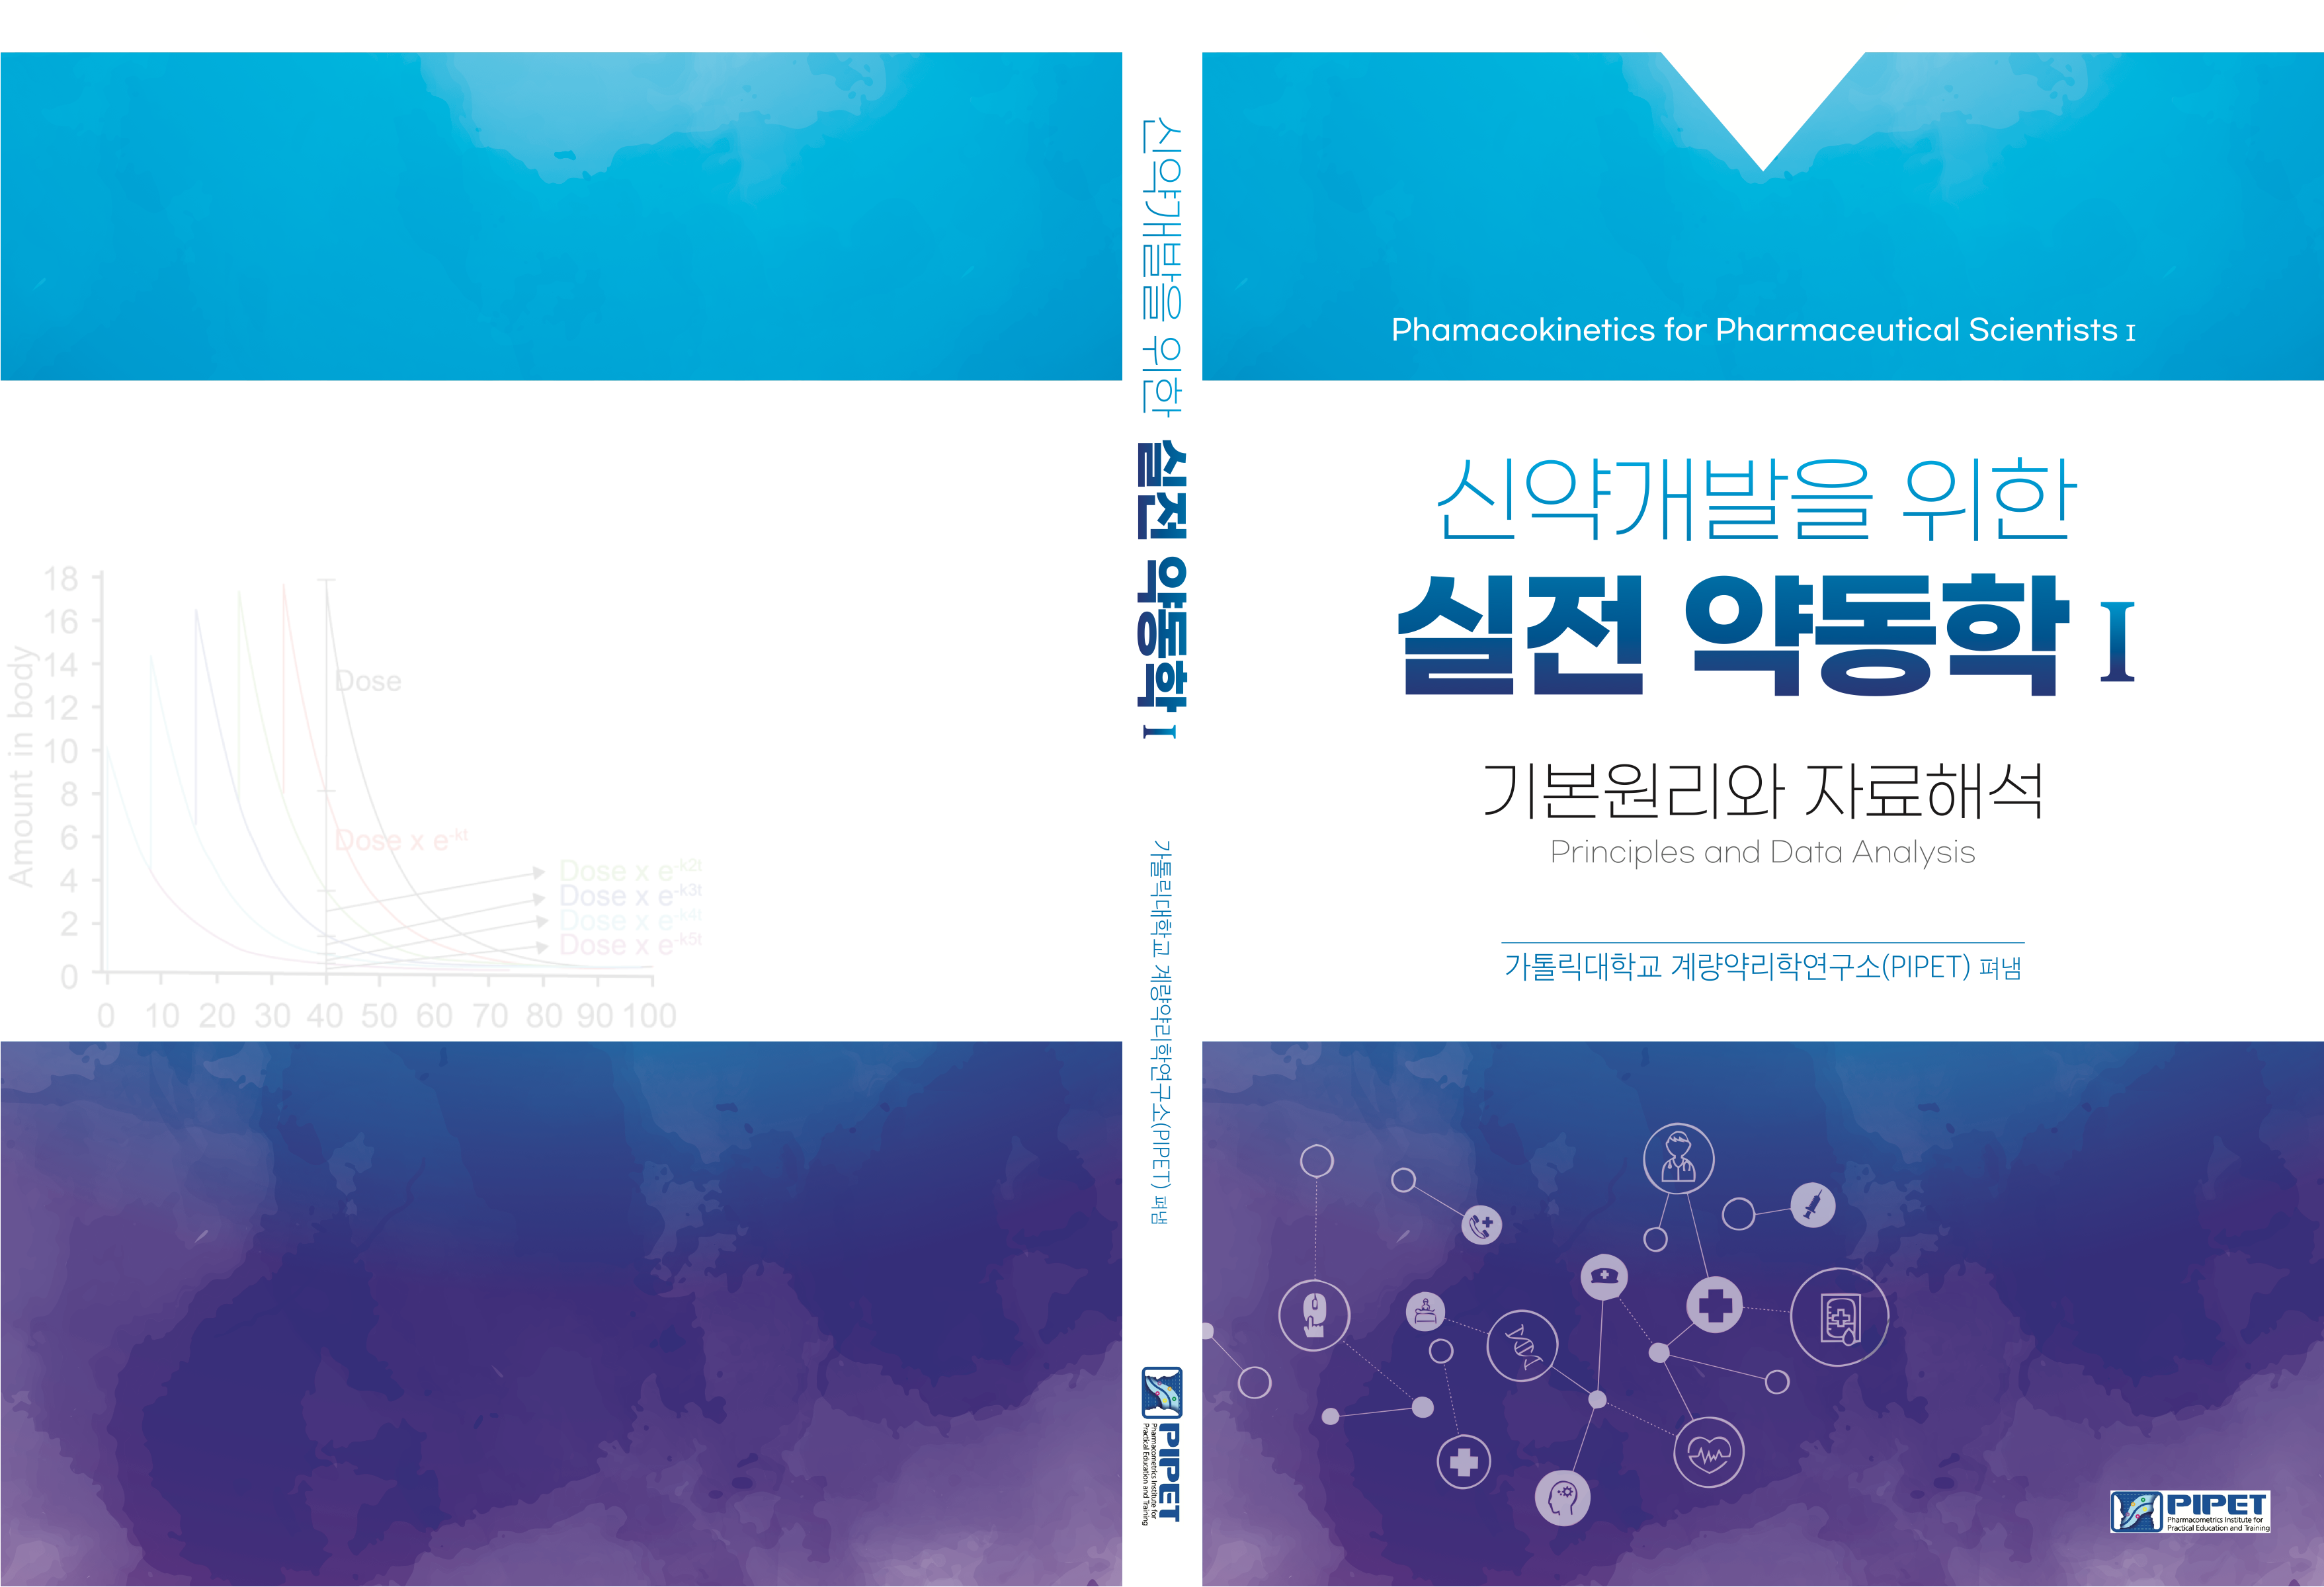 18
16
14
12
10
8
6
4
2
0
Amount in body
0 10 20 30 40 50 60 70 80 90 100
Dose
Dose x e-kt
Dose x e-k2t
Dose x e-k3t
Dose x e-k4t
Dose x e-k5t
신약개발을 위한 실전 약동학 I
가톨릭대학교 계량약리학연구소(PIPET) 펴냄
PIPET
Pharmacometrics Institute for
Practical Education and Training
Phamacokinetics for Pharmaceutical Scientists I
신약개발을 위한
실전 약동학 I
기본원리와 자료해석
Principles and Data Analysis
가톨릭대학교 계량약리학연구소(PIPET) 펴냄
PIPET
Pharmacometrics Institute for
Practical Education and Training